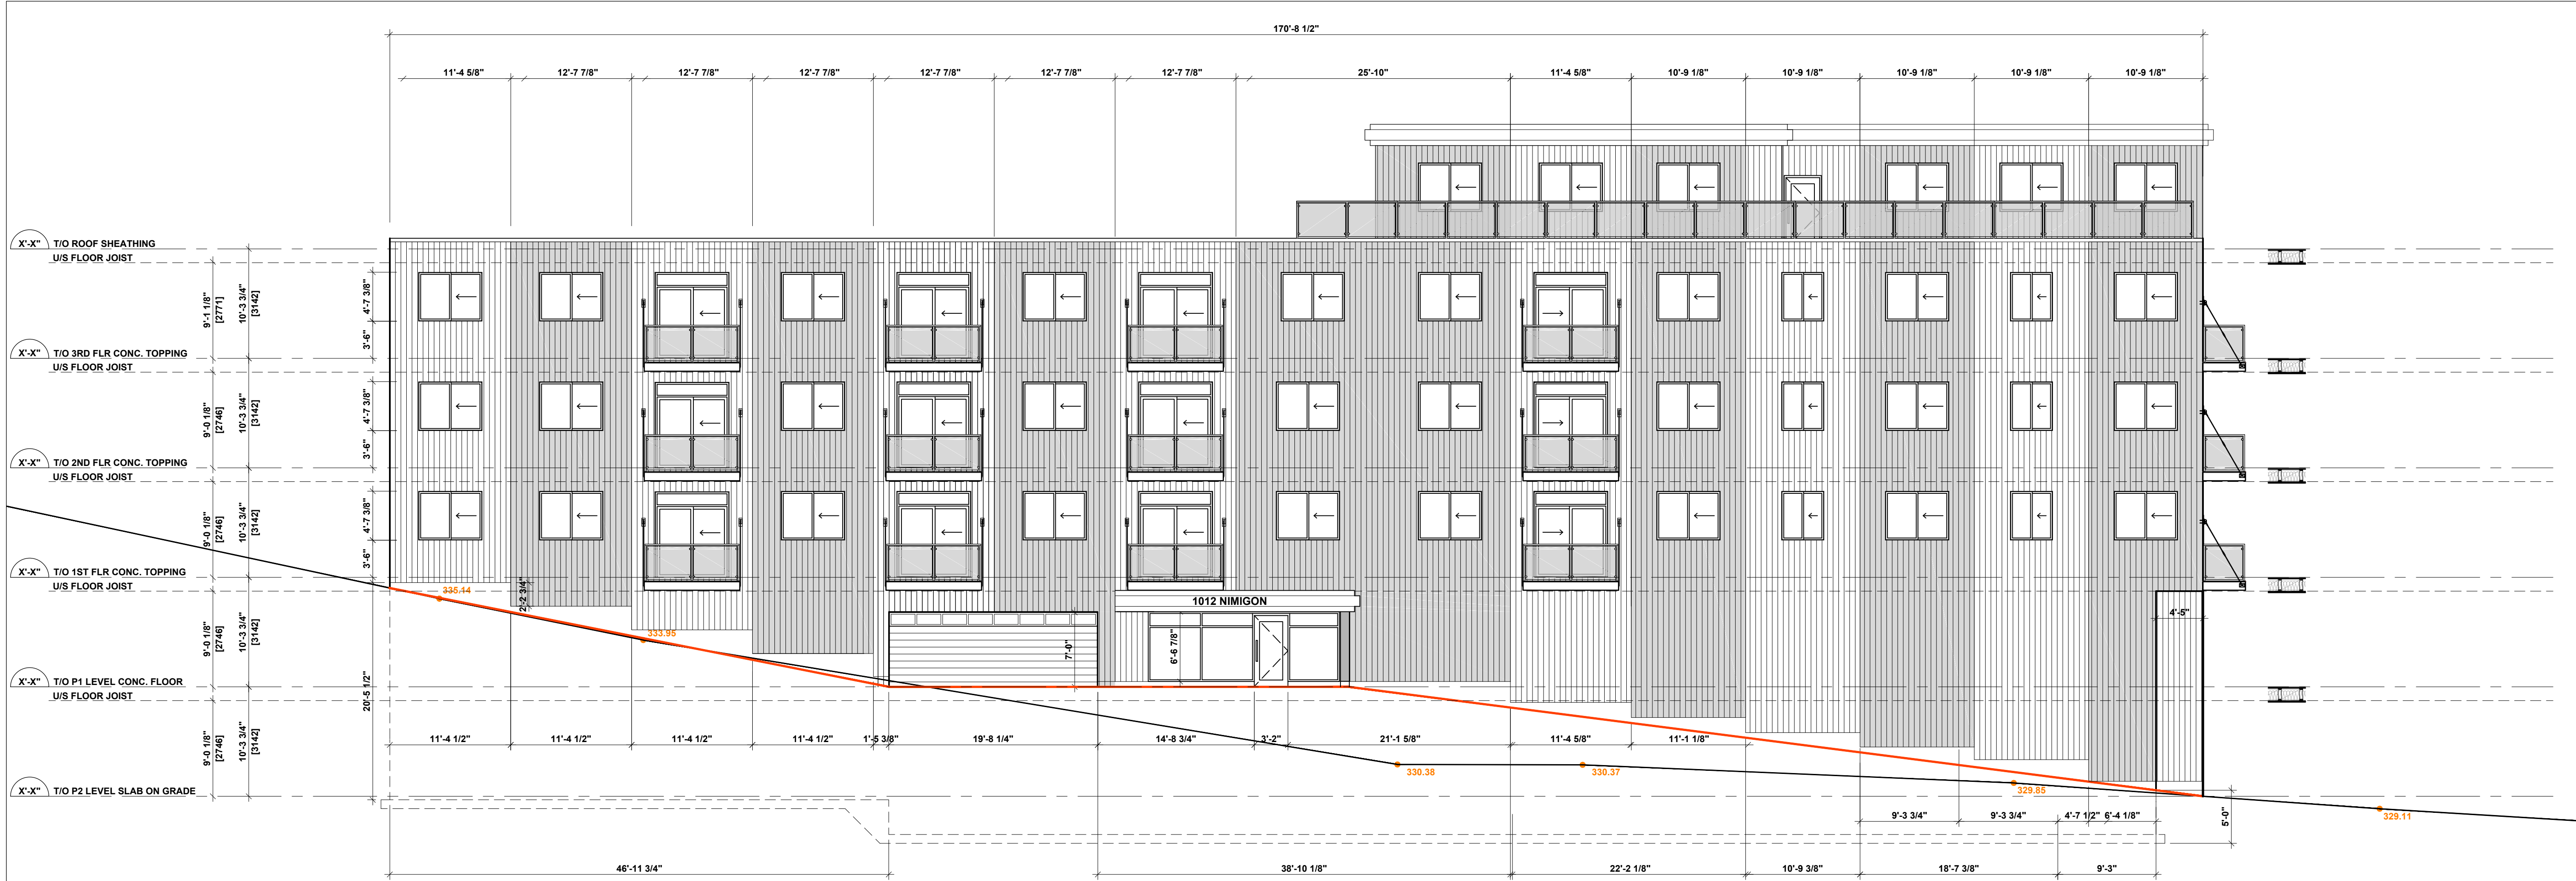 170'-8 1/2"
11'-4 5/8" 12'-7 7/8" 12'-7 7/8" 12'-7 7/8" 12'-7 7/8" 12'-7 7/8" 12'-7 7/8" 25'-10" 11'-4 5/8" 10'-9 1/8" 10'-9 1/8" 10'-9 1/8" 10'-9 1/8" 10'-9 1/8"
X'-X" T/O ROOF SHEATHING
U/S FLOOR JOIST
9'-1 1/8"
[2771]
10'-3 3/4"
[3142]
4'-7 3/8"
3'-6"
X'-X" T/O 3RD FLR CONC. TOPPING
U/S FLOOR JOIST
9'-0 1/8"
[2746]
10'-3 3/4"
[3142]
4'-7 3/8"
3'-6"
X'-X" T/O 2ND FLR CONC. TOPPING
U/S FLOOR JOIST
9'-0 1/8"
[2746]
10'-3 3/4"
[3142]
4'-7 3/8"
3'-6"
X'-X" T/O 1ST FLR CONC. TOPPING
U/S FLOOR JOIST
335.14
2'-2 3/4"
1012 NIMIGON
4'-5"
9'-0 1/8"
[2746]
10'-3 3/4"
[3142]
333.95
7'-0"
6'-6 7/8"
X'-X" T/O P1 LEVEL CONC. FLOOR
U/S FLOOR JOIST
20'-5 1/2"
9'-0 1/8"
[2746]
10'-3 3/4"
[3142]
11'-4 1/2" 11'-4 1/2" 11'-4 1/2" 11'-4 1/2" 1'-5 3/8" 19'-8 1/4" 14'-8 3/4" 3'-2" 21'-1 5/8" 11'-4 5/8" 11'-1 1/8"
330.38 330.37
329.85
X'-X" T/O P2 LEVEL SLAB ON GRADE
9'-3 3/4" 9'-3 3/4" 4'-7 1/2" 6'-4 1/8"
5'-0"
329.11
46'-11 3/4" 38'-10 1/8" 22'-2 1/8" 10'-9 3/8" 18'-7 3/8" 9'-3"